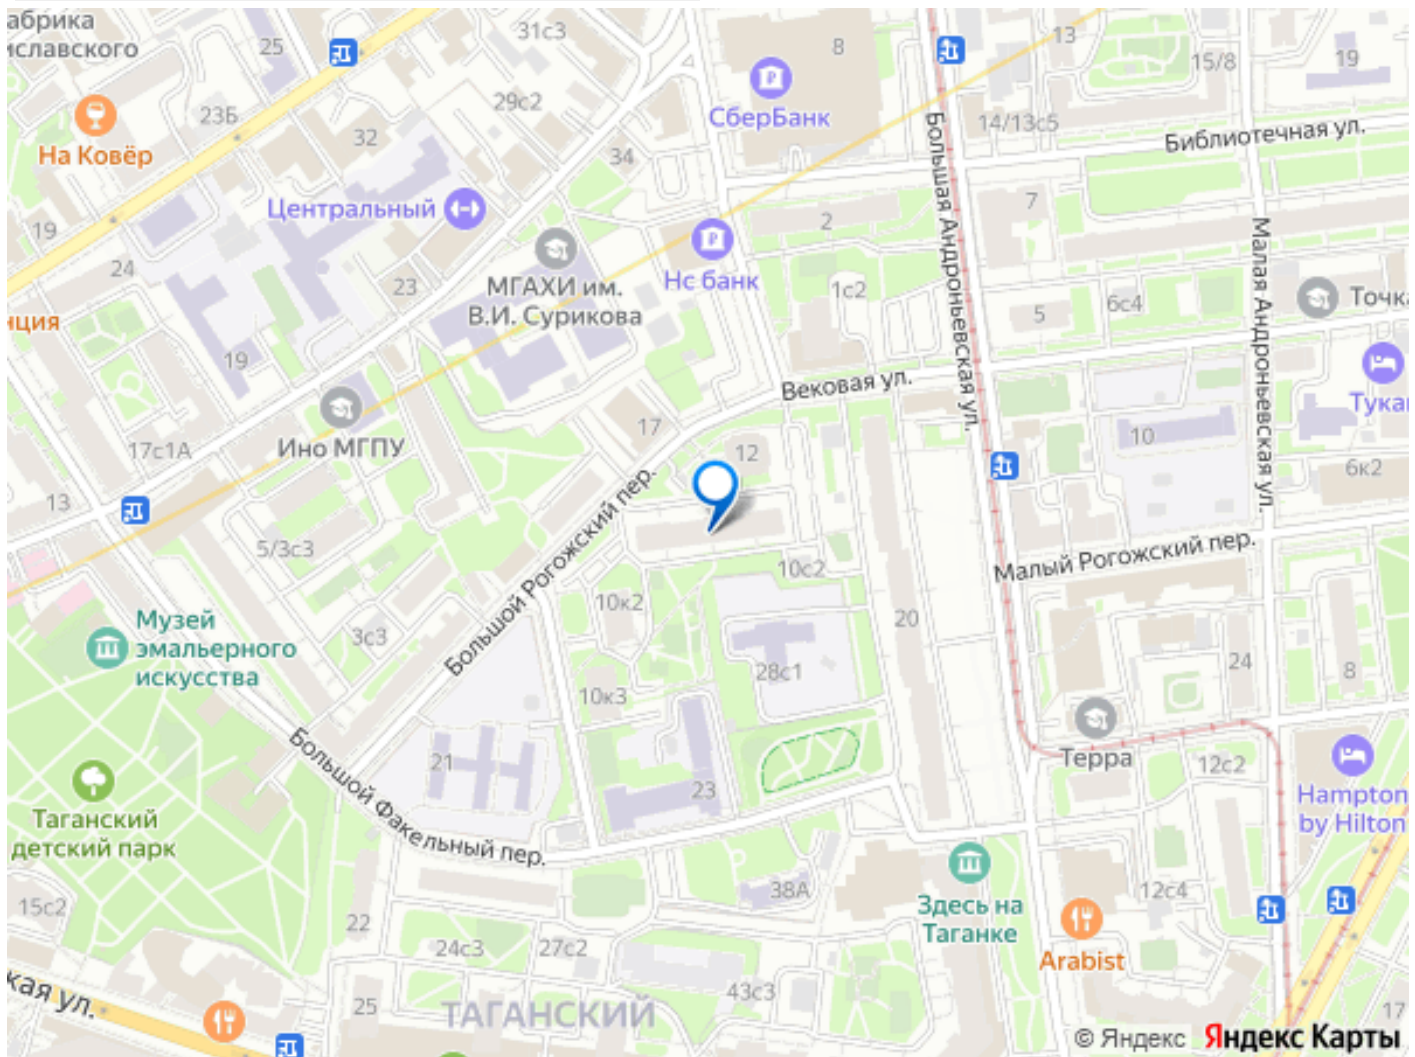 абрика
иславского
25
31с3
8
13
15/8
19
СберБанк
23Б
29с2
32
34
14/13с5
Библиотечная ул.
На Ковёр
Большая Андроньевская ул.
7
Центральный
2
19
Малая Андроньевская ул.
24
23
МГАХИ им.
В.И. Сурикова
Нс банк
1с2
5
6с4
Точка
нция
19
Вековая ул.
Тука
17с1А
Ино МГПУ
17
12
10
6к2
13
5/3с3
Большой Рогожский пер.
10с2
Малый Рогожский пер.
Музей
эмальерного
искусства
3с3
10к2
20
28с1
24
8
10к3
Большой Факельный пер.
21
23
Терра
12с2
Hampton
by Hilton
Таганский
детский парк
38А
12с4
15с2
22
24с3
27с2
Здесь на
Таганке
Arabist
кая ул.
25
43с3
ТАГАНСКИЙ
17
© Яндекс Яндекс Карты